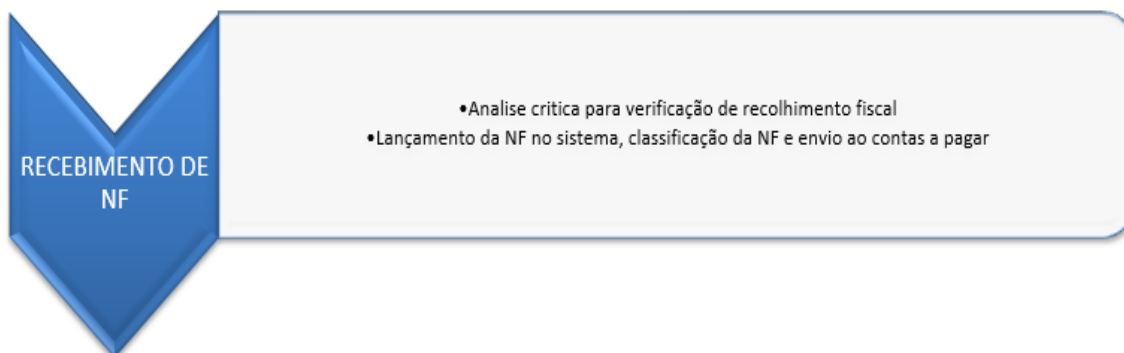 •Analise critica para verificação de recolhimento fiscal
•Lançamento da NF no sistema, classificação da NF e envio ao contas a pagar
RECEBIMENTO DE
NF